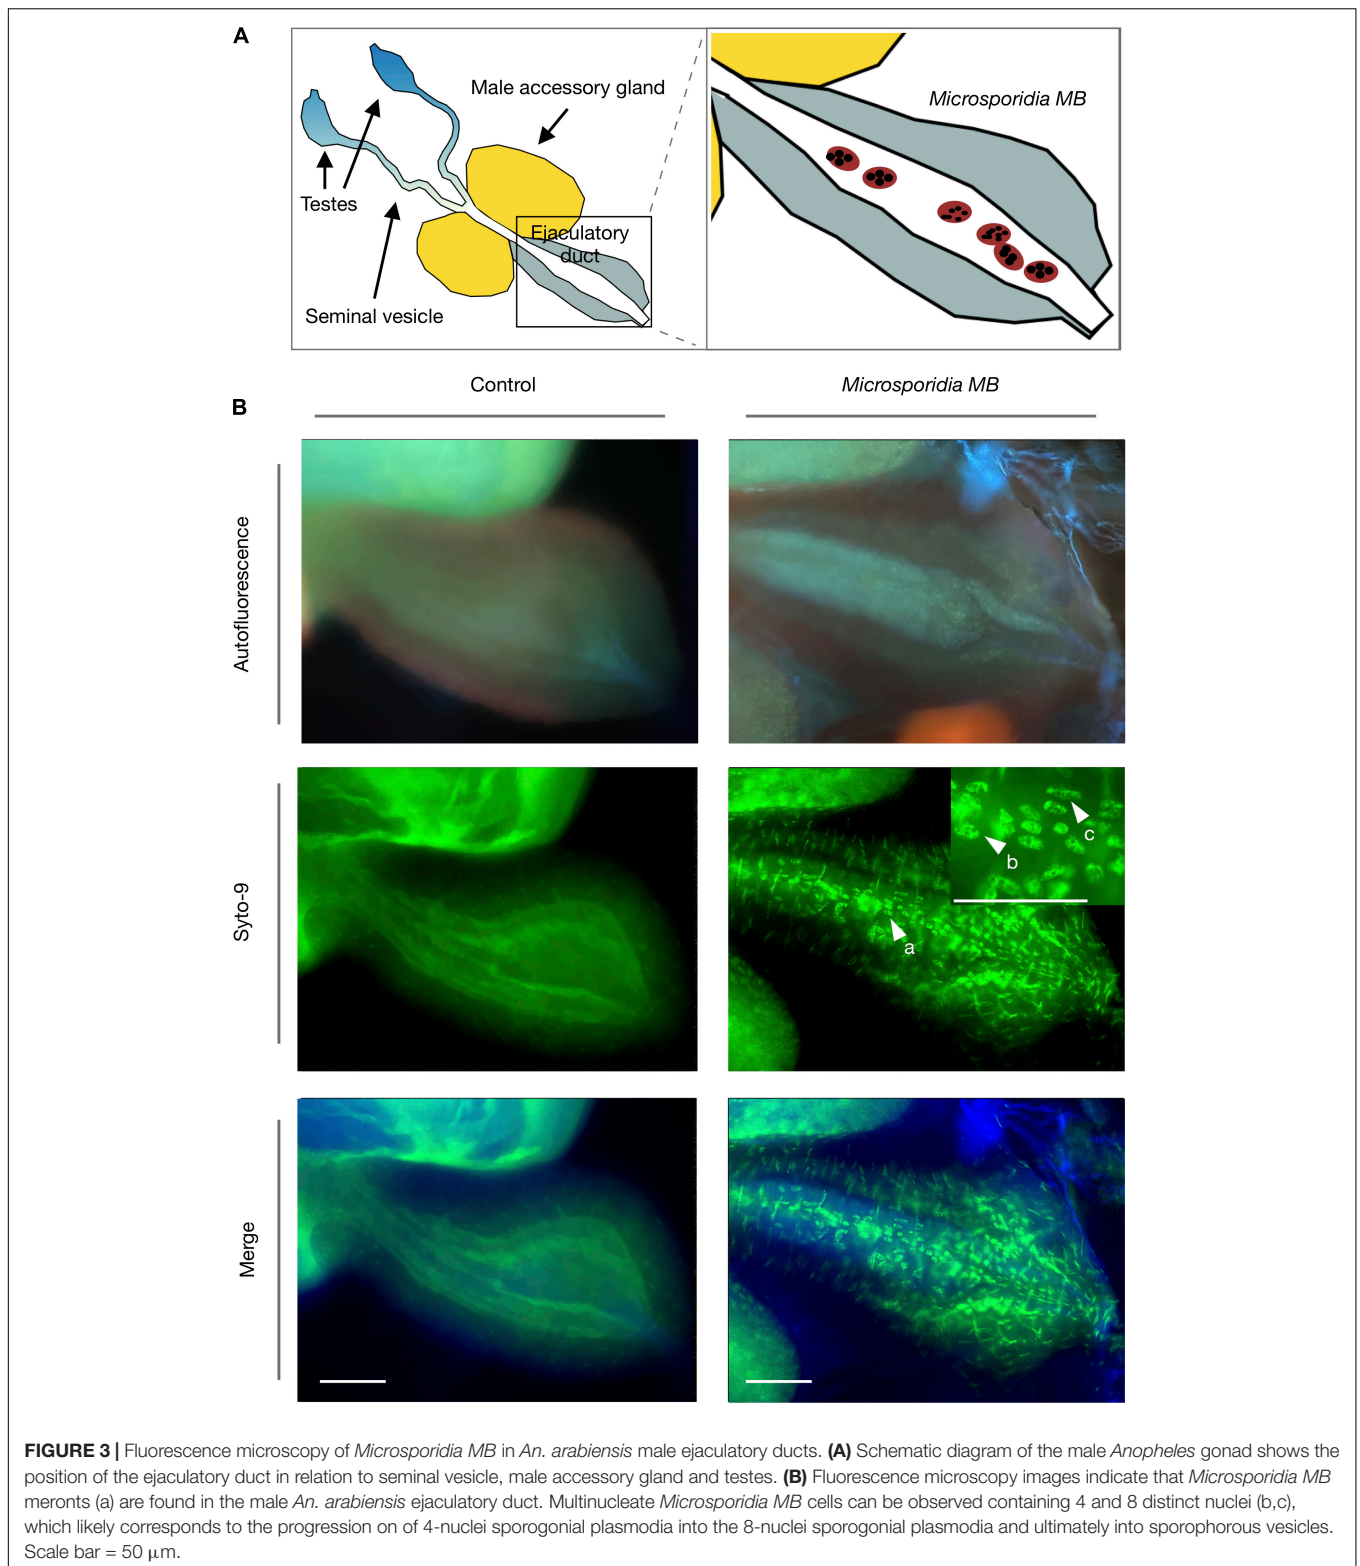 A
Male accessory gland
Testes
Ejaculatory
duct
Seminal vesicle
Microsporidia MB
B
Control
Microsporidia MB
Autofluorescence
Syto-9
b
c
a
Merge
FIGURE 3 | Fluorescence microscopy of Microsporidia MB in An. arabiensis male ejaculatory ducts. (A) Schematic diagram of the male Anopheles gonad shows the
position of the ejaculatory duct in relation to seminal vesicle, male accessory gland and testes. (B) Fluorescence microscopy images indicate that Microsporidia MB
meronts (a) are found in the male An. arabiensis ejaculatory duct. Multinucleate Microsporidia MB cells can be observed containing 4 and 8 distinct nuclei (b,c),
which likely corresponds to the progression on of 4-nuclei sporogonial plasmodia into the 8-nuclei sporogonial plasmodia and ultimately into sporophorous vesicles.
Scale bar = 50 μm.